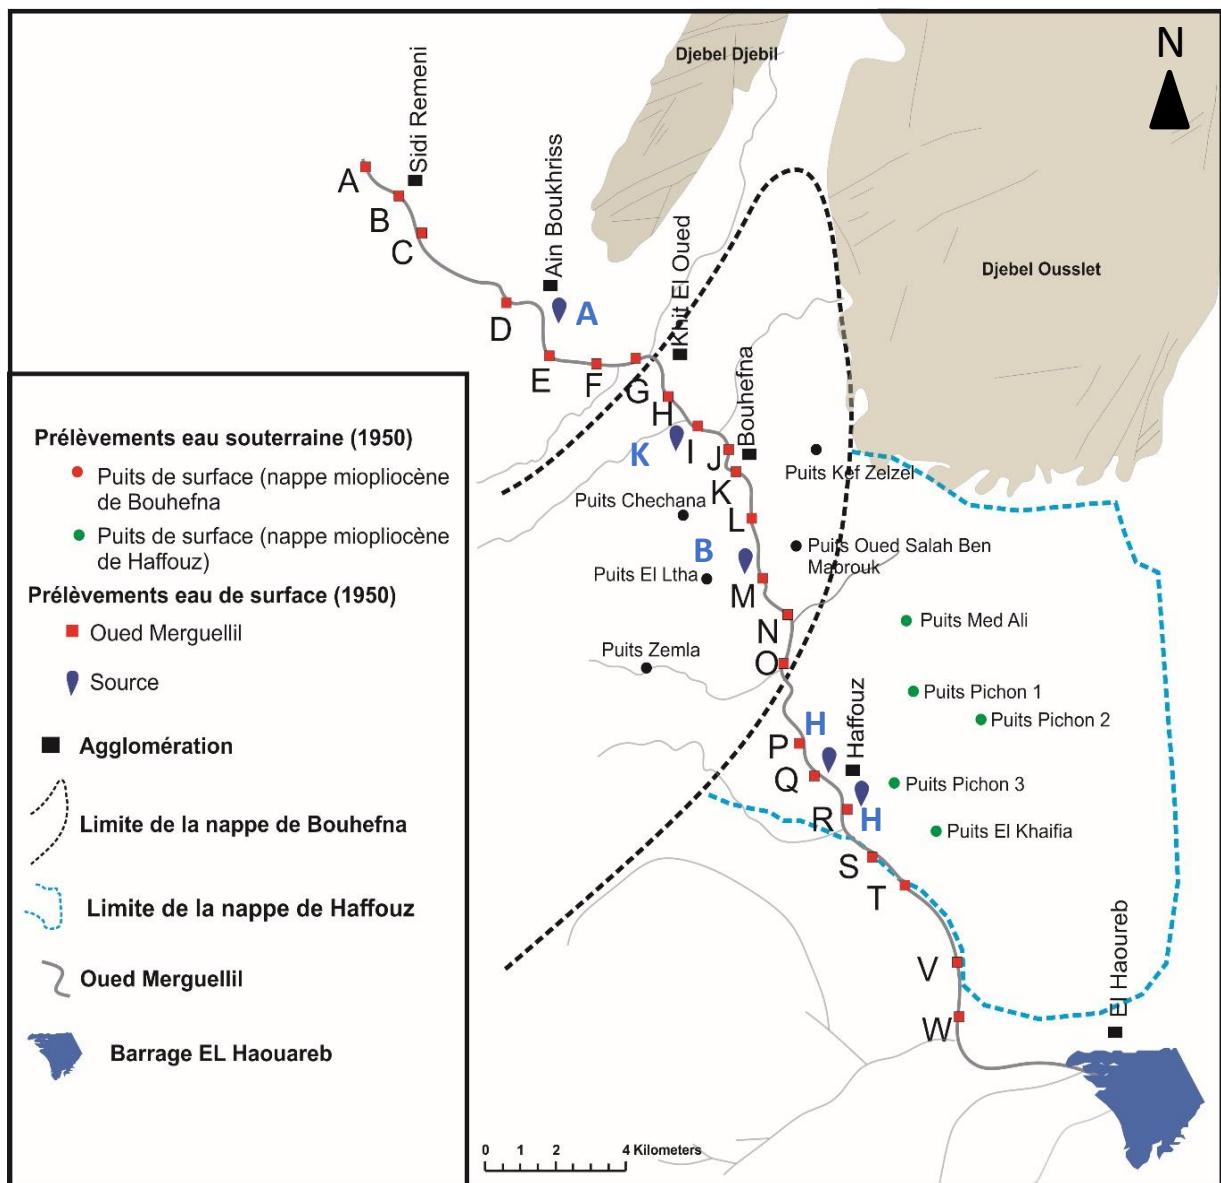 N
Djebel Djebil
Sidi Remeni
A
B
C
Ain Boukhriss
Djebel Ousslet
Khit El Oued
A
D
E
F
G
H
I
K
Bouhefna
J
K
Puits Kef Zelzel
Puits Chechana
L
B
Puits Oued Salah Ben
Mabrouk
Puits El Ltha
M
N
Puits Med Ali
Puits Zemla
O
Puits Pichon 1
Puits Pichon 2
Haffouz
H
P
Q
Puits Pichon 3
R
H
Puits El Khaifia
S
T
V
El Haoureb
W
0 1 2 4 Kilometers
Prélèvements eau souterraine (1950)
Puits de surface (nappe miopliocène
de Bouhefna
Puits de surface (nappe miopliocène
de Haffouz)
Prélèvements eau de surface (1950)
Oued Merguellil
Source
Agglomération
Limite de la nappe de Bouhefna
Limite de la nappe de Haffouz
Oued Merguellil
Barrage EL Haouareb